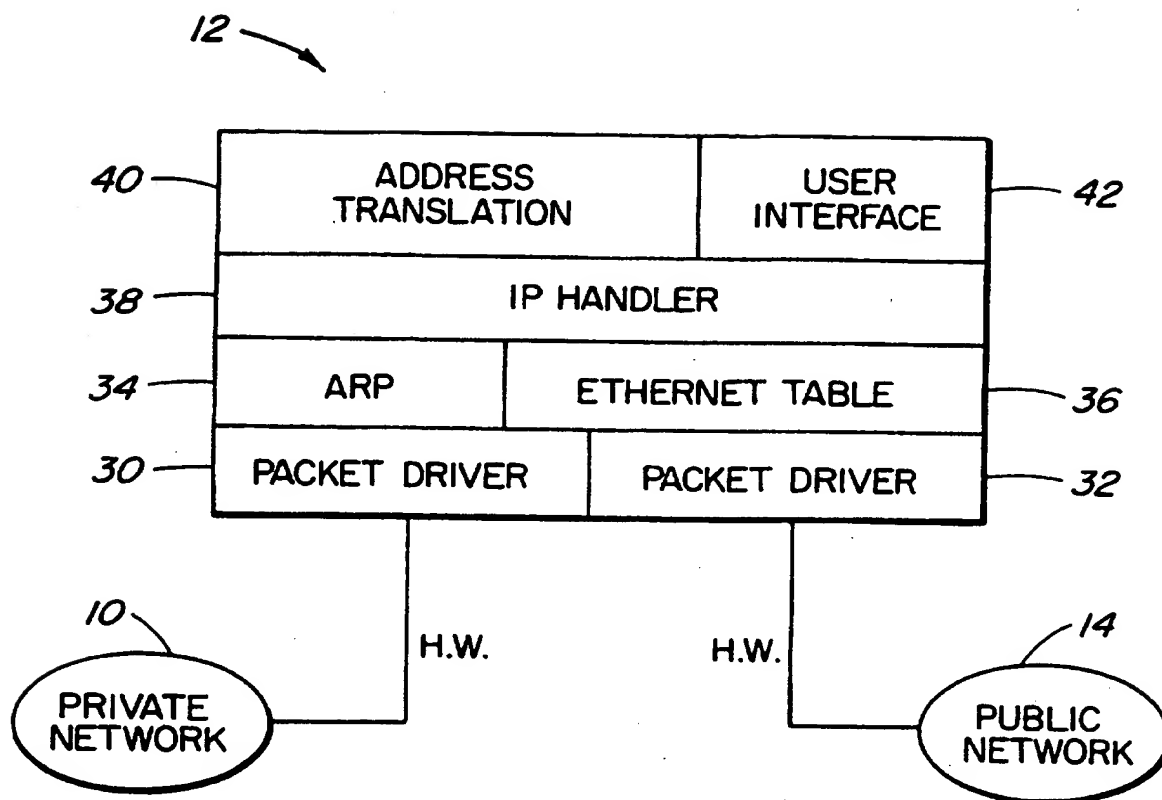 12
40
ADDRESS
TRANSLATION
USER
INTERFACE
42
38
IP HANDLER
34
ARP
ETHERNET TABLE
36
30
PACKET DRIVER
PACKET DRIVER
32
10
H.W.
H.W.
14
PRIVATE
NETWORK
PUBLIC
NETWORK